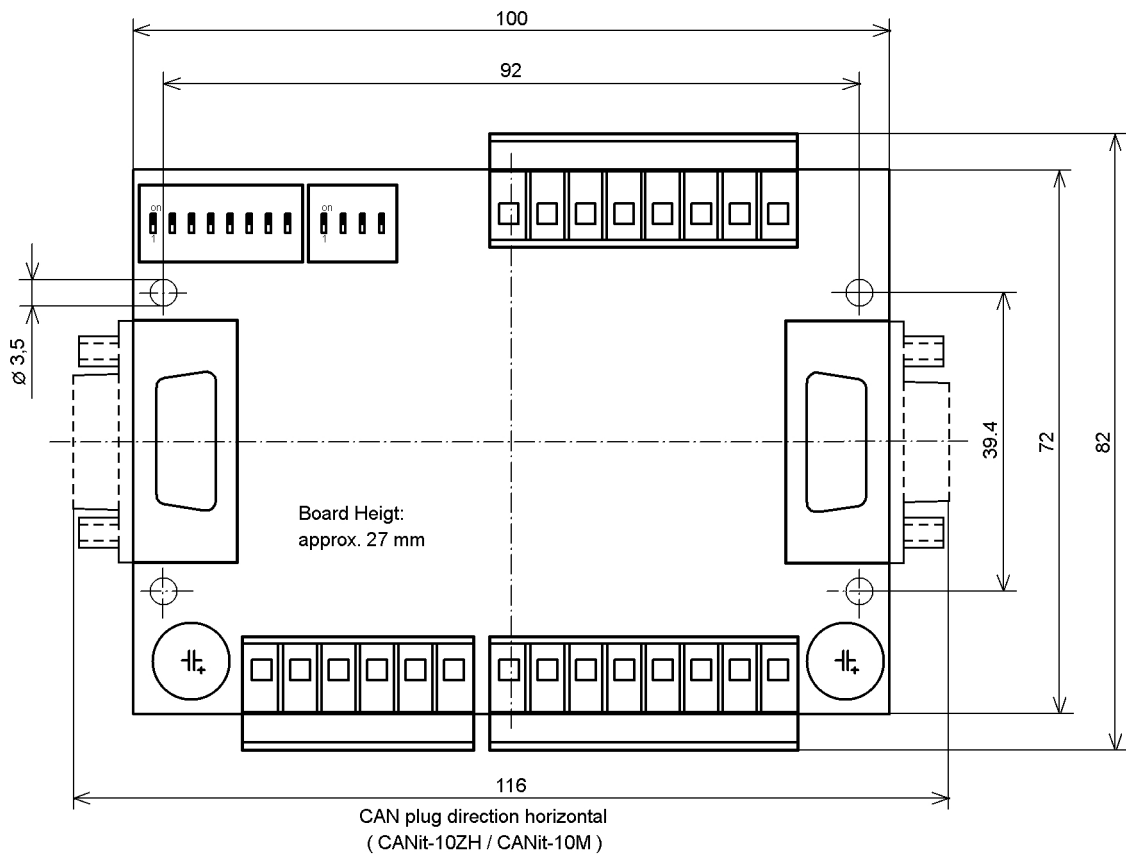 100
92
on
on
1
1
Ø 3,5
39.4
72
82
Board Heigt:
approx. 27 mm
116
CAN plug direction horizontal
( CANit-10ZH / CANit-10M )